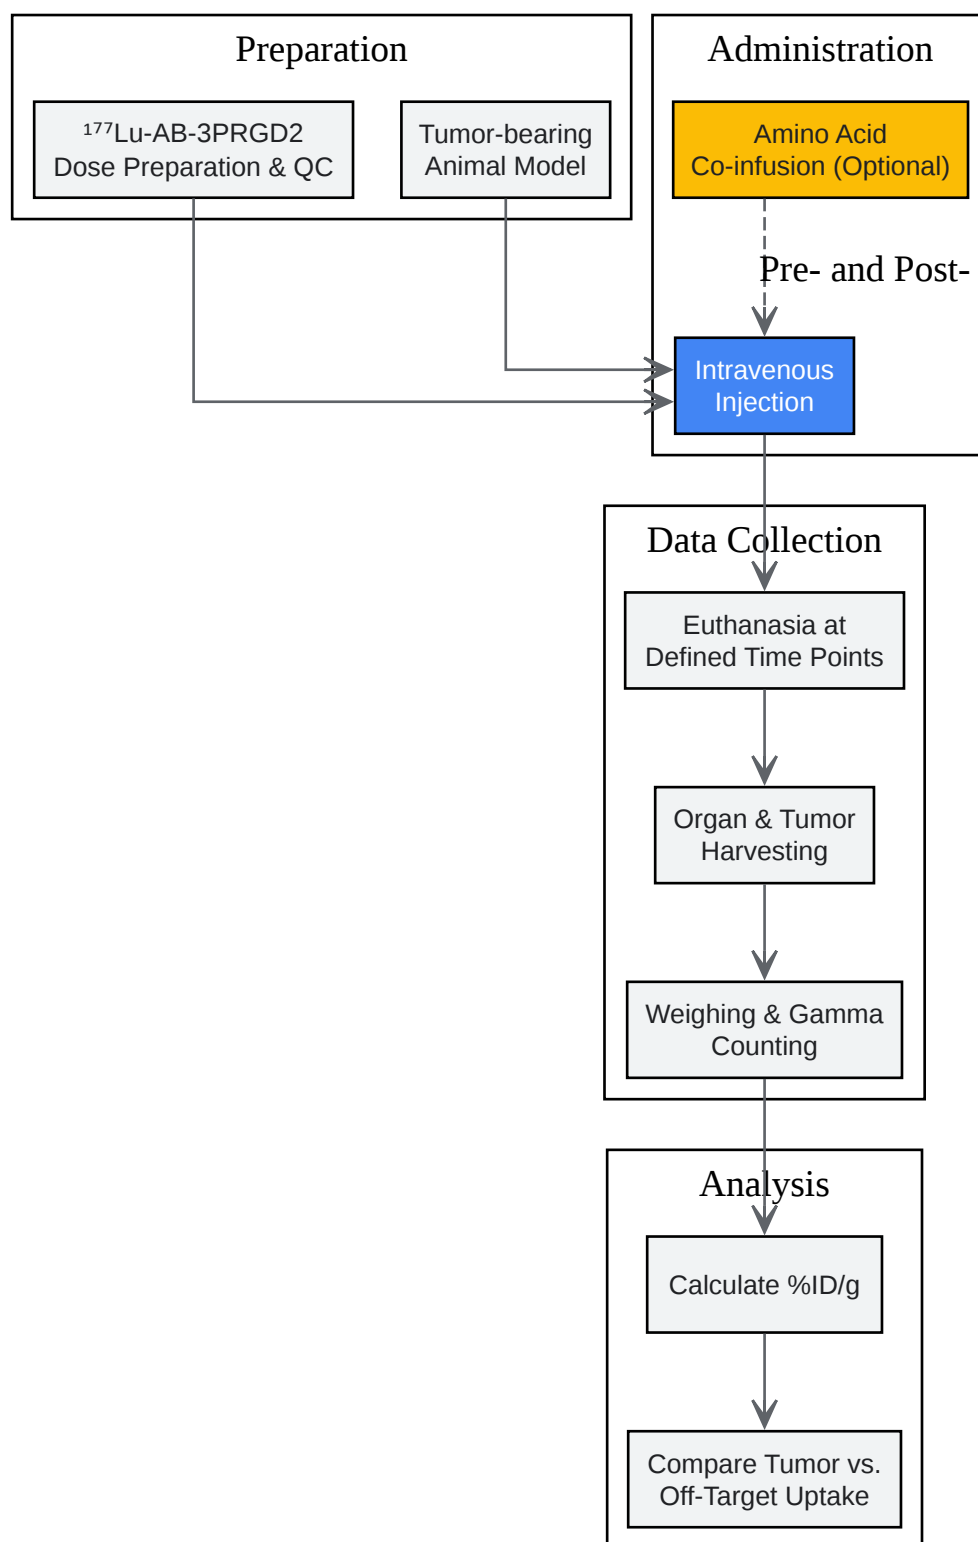 Preparation
¹⁷⁷Lu-AB-3PRGD2
Dose Preparation & QC
Tumor-bearing
Animal Model
Administration
Amino Acid
Co-infusion (Optional)
Pre- and Post-
Intravenous
Injection
Data Collection
Euthanasia at
Defined Time Points
Organ & Tumor
Harvesting
Weighing & Gamma
Counting
Analysis
Calculate %ID/g
Compare Tumor vs.
Off-Target Uptake